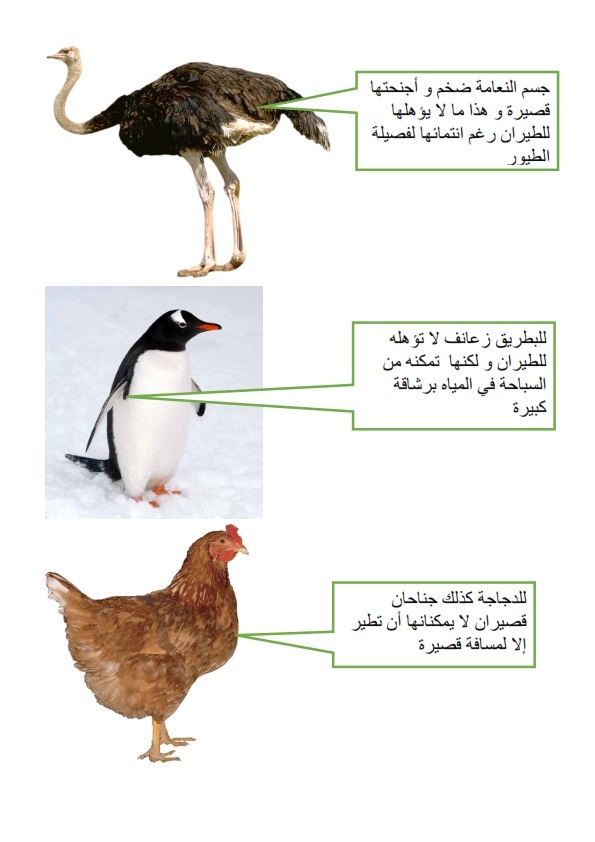 جسم النعامة ضخم و أجنحتها
قصيرة و هذا ما لا يؤهلها
للطيران رغم انتمائها لفصيلة
الطيور
للبطريق زعانف لا تؤهله
للطيران و لكنها تمكنه من
السباحة في المياه برشاقة
كبيرة
للدجاجة كذلك جناحان
قصيران لا يمكنانها أن تطير
إلا لمسافة قصيرة